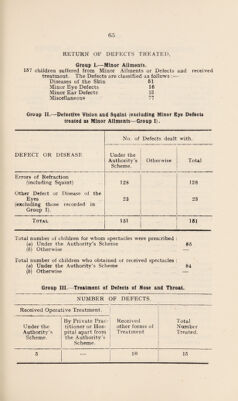 65
RETURN OF DEFECTS TREATED.
Group I.—Minor Ailments.
157 children suffered from Minor Ailments or Defects and received
treatment. The Defects are classified as follows :—
Diseases of the Skin 51
Minor Eye Defects 16
Minor Ear Defects 13
Miscellaneous 77
Group II.—Defective Vision and Squint (excluding Minor Eye Defects
treated as Minor Ailments—Group I).
No. of Defects dealt with.
DEFECT OR DISEASE. Under the Authority's Scheme Otherwise Total
Errors of Refraction
(including Squint) 128 128
Other Defect or Disease of the
Eyes 23 23
(excluding those recorded in
Group I).
TOTAL 151 151
Total number of children for whom spectacles were prescribed :
(a) Under the Authority's Scheme 85
(b) Otherwise —
Total number of children who obtained or received spectacles :
(a) Under the Authority's Scheme 84
(b) Otherwise —
Group III.—Treatment of Defects of Nose and Throat.
NUMBER OF DEFECTS.
Received Operative Treatment.
Under the Authority's Scheme. By Private Practitioner or Hospital apart from the Authority's Scheme. Received other forms of Treatment Total Number Treated.
5 — 10 15